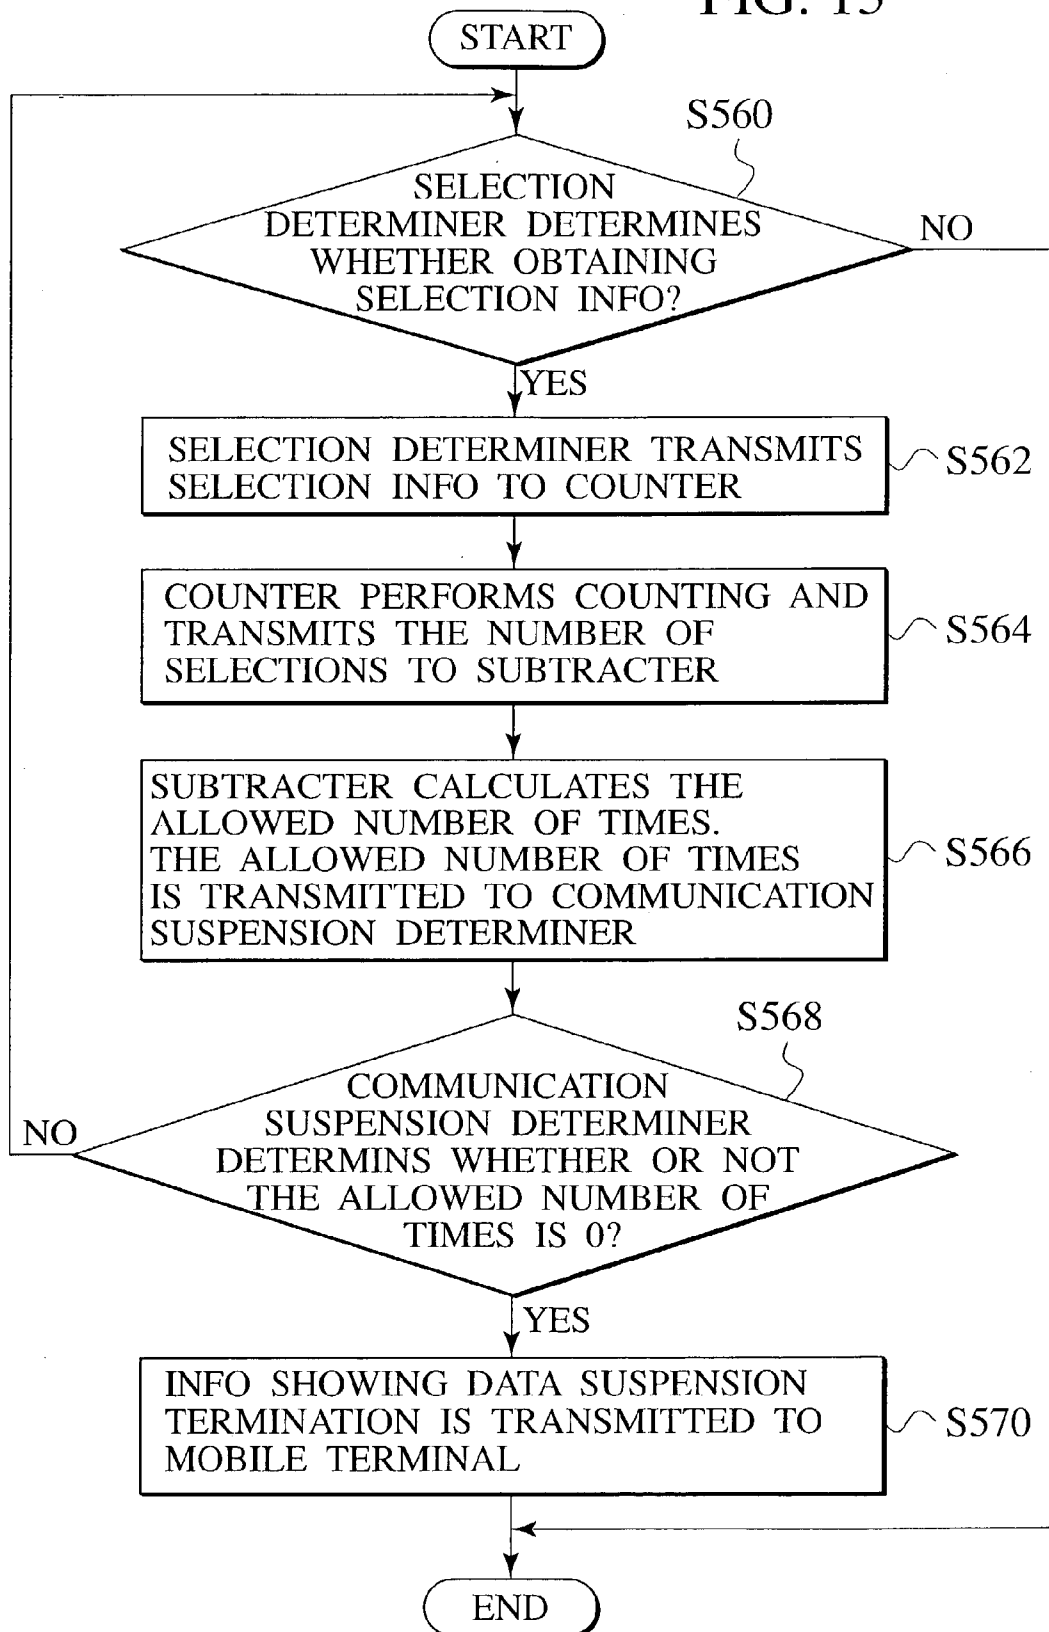 FIG. 15
START
S560
SELECTION
DETERMINER DETERMINES
WHETHER OBTAINING
SELECTION INFO?
NO
YES
SELECTION DETERMINER TRANSMITS
SELECTION INFO TO COUNTER
S562
COUNTER PERFORMS COUNTING AND
TRANSMITS THE NUMBER OF
SELECTIONS TO SUBTRACTER
S564
SUBTRACTER CALCULATES THE
ALLOWED NUMBER OF TIMES.
THE ALLOWED NUMBER OF TIMES
IS TRANSMITTED TO COMMUNICATION
SUSPENSION DETERMINER
S566
S568
COMMUNICATION
SUSPENSION DETERMINER
DETERMINS WHETHER OR NOT
THE ALLOWED NUMBER OF
TIMES IS 0?
NO
YES
INFO SHOWING DATA SUSPENSION
TERMINATION IS TRANSMITTED TO
MOBILE TERMINAL
S570
END